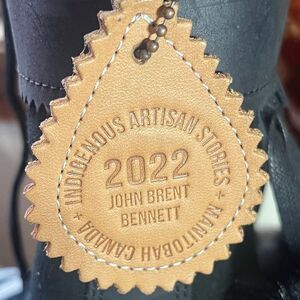 INDIGENOUS ARTISAN STORIES
2022
JOHN BRENT
BENNETT
MANITOBAH CANADA